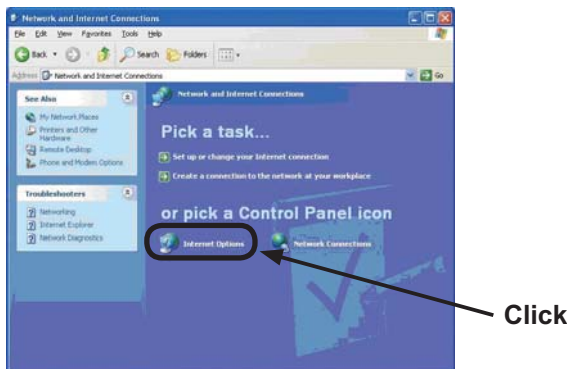 Network and Internet Connections
File Edit View Favorites Tools Help
Back Search Folders
Address Network and Internet Connections Go
See Also
My Network Places
Printers and Other
Hardware
Remote Desktop
Phone and Modem Options
Troubleshooters
Networking
Internet Explorer
Network Diagnostics
Network and Internet Connections
Pick a task...
Set up or change your Internet connection
Create a connection to the network at your workplace
or pick a Control Panel icon
Internet Options Network Connections
Click